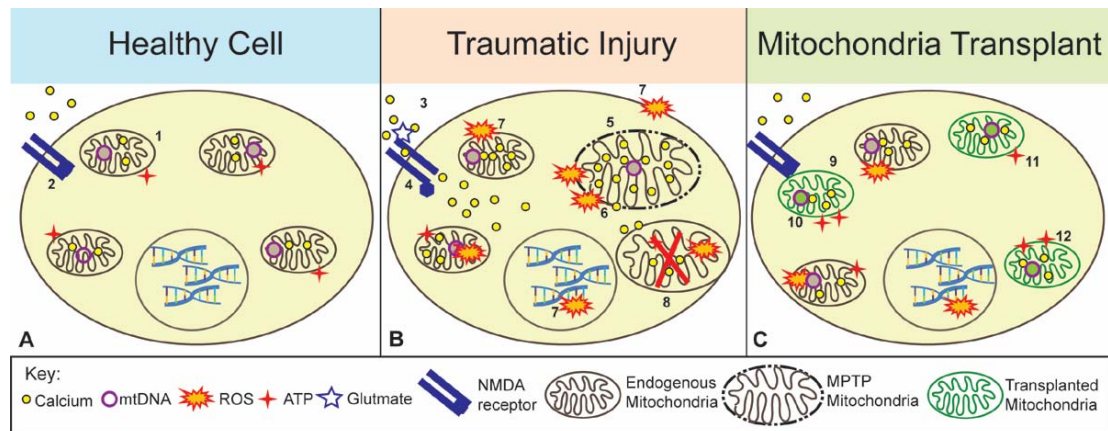 Healthy Cell
Traumatic Injury
Mitochondria Transplant
1
2
A
3
4
7
5
6
7
7
8
B
9
10
11
12
C
Key:
Calcium
mtDNA
ROS
ATP
Glutmate
NMDA
receptor
Endogenous
Mitochondria
MPTP
Mitochondria
Transplanted
Mitochondria